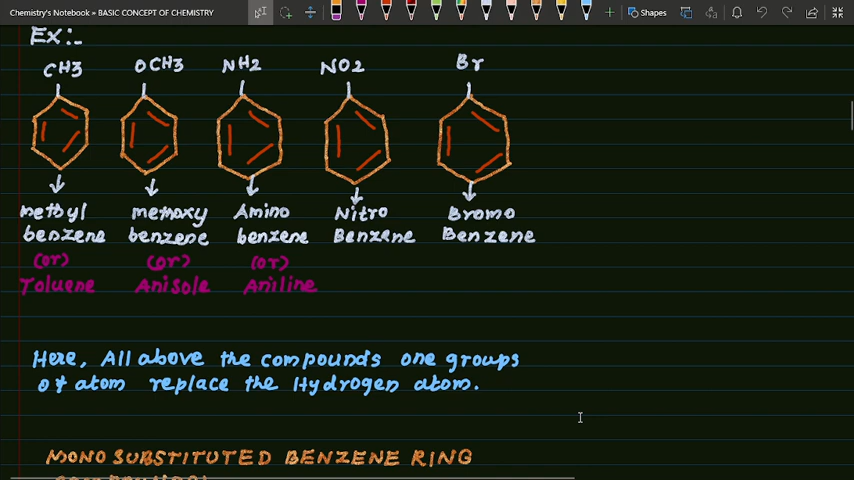 Chemistry's Notebook » BASIC CONCEPT OF CHEMISTRY
Shapes
EX:-
CH3 OCH3 NH2 NO2 Br
Methyl methoxy Amino Nitro Bromo
benzene benzene benzene Benzene Benzene
(or) (or) (or)
Toluene Anisole Aniline
Here, All above the compounds one groups
of atom replace the Hydrogen atom.
MONO SUBSTITUTED BENZENE RING